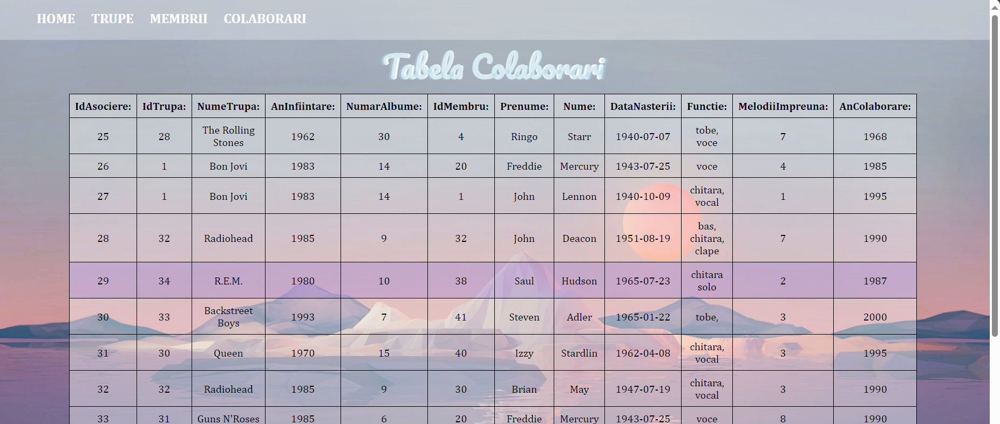 HOME TRUPE MEMBRII COLABORARI
Tabela Colaborari
IdAsociere: IdTrupa: NumeTrupa: AnInfiintare: NumarAlbume: IdMembru: Prenume: Nume: DataNasterii: Functie: MelodiiImpreuna: AnColaborare:
25 28 The Rolling Stones 1962 30 4 Ringo Starr 1940-07-07 tobe, voce 7 1968
26 1 Bon Jovi 1983 14 20 Freddie Mercury 1943-07-25 voce 4 1985
27 1 Bon Jovi 1983 14 1 John Lennon 1940-10-09 chitara, vocal 1 1995
28 32 Radiohead 1985 9 32 John Deacon 1951-08-19 bas, chitara, clape 7 1990
29 34 R.E.M. 1980 10 38 Saul Hudson 1965-07-23 chitara solo 2 1987
30 33 Backstreet Boys 1993 7 41 Steven Adler 1965-01-22 tobe, 3 2000
31 30 Queen 1970 15 40 Izzy Stardlin 1962-04-08 chitara, vocal 3 1995
32 32 Radiohead 1985 9 30 Brian May 1947-07-19 chitara, vocal 3 1990
33 31 Guns N'Roses 1985 6 20 Freddie Mercury 1943-07-25 voce 8 1990